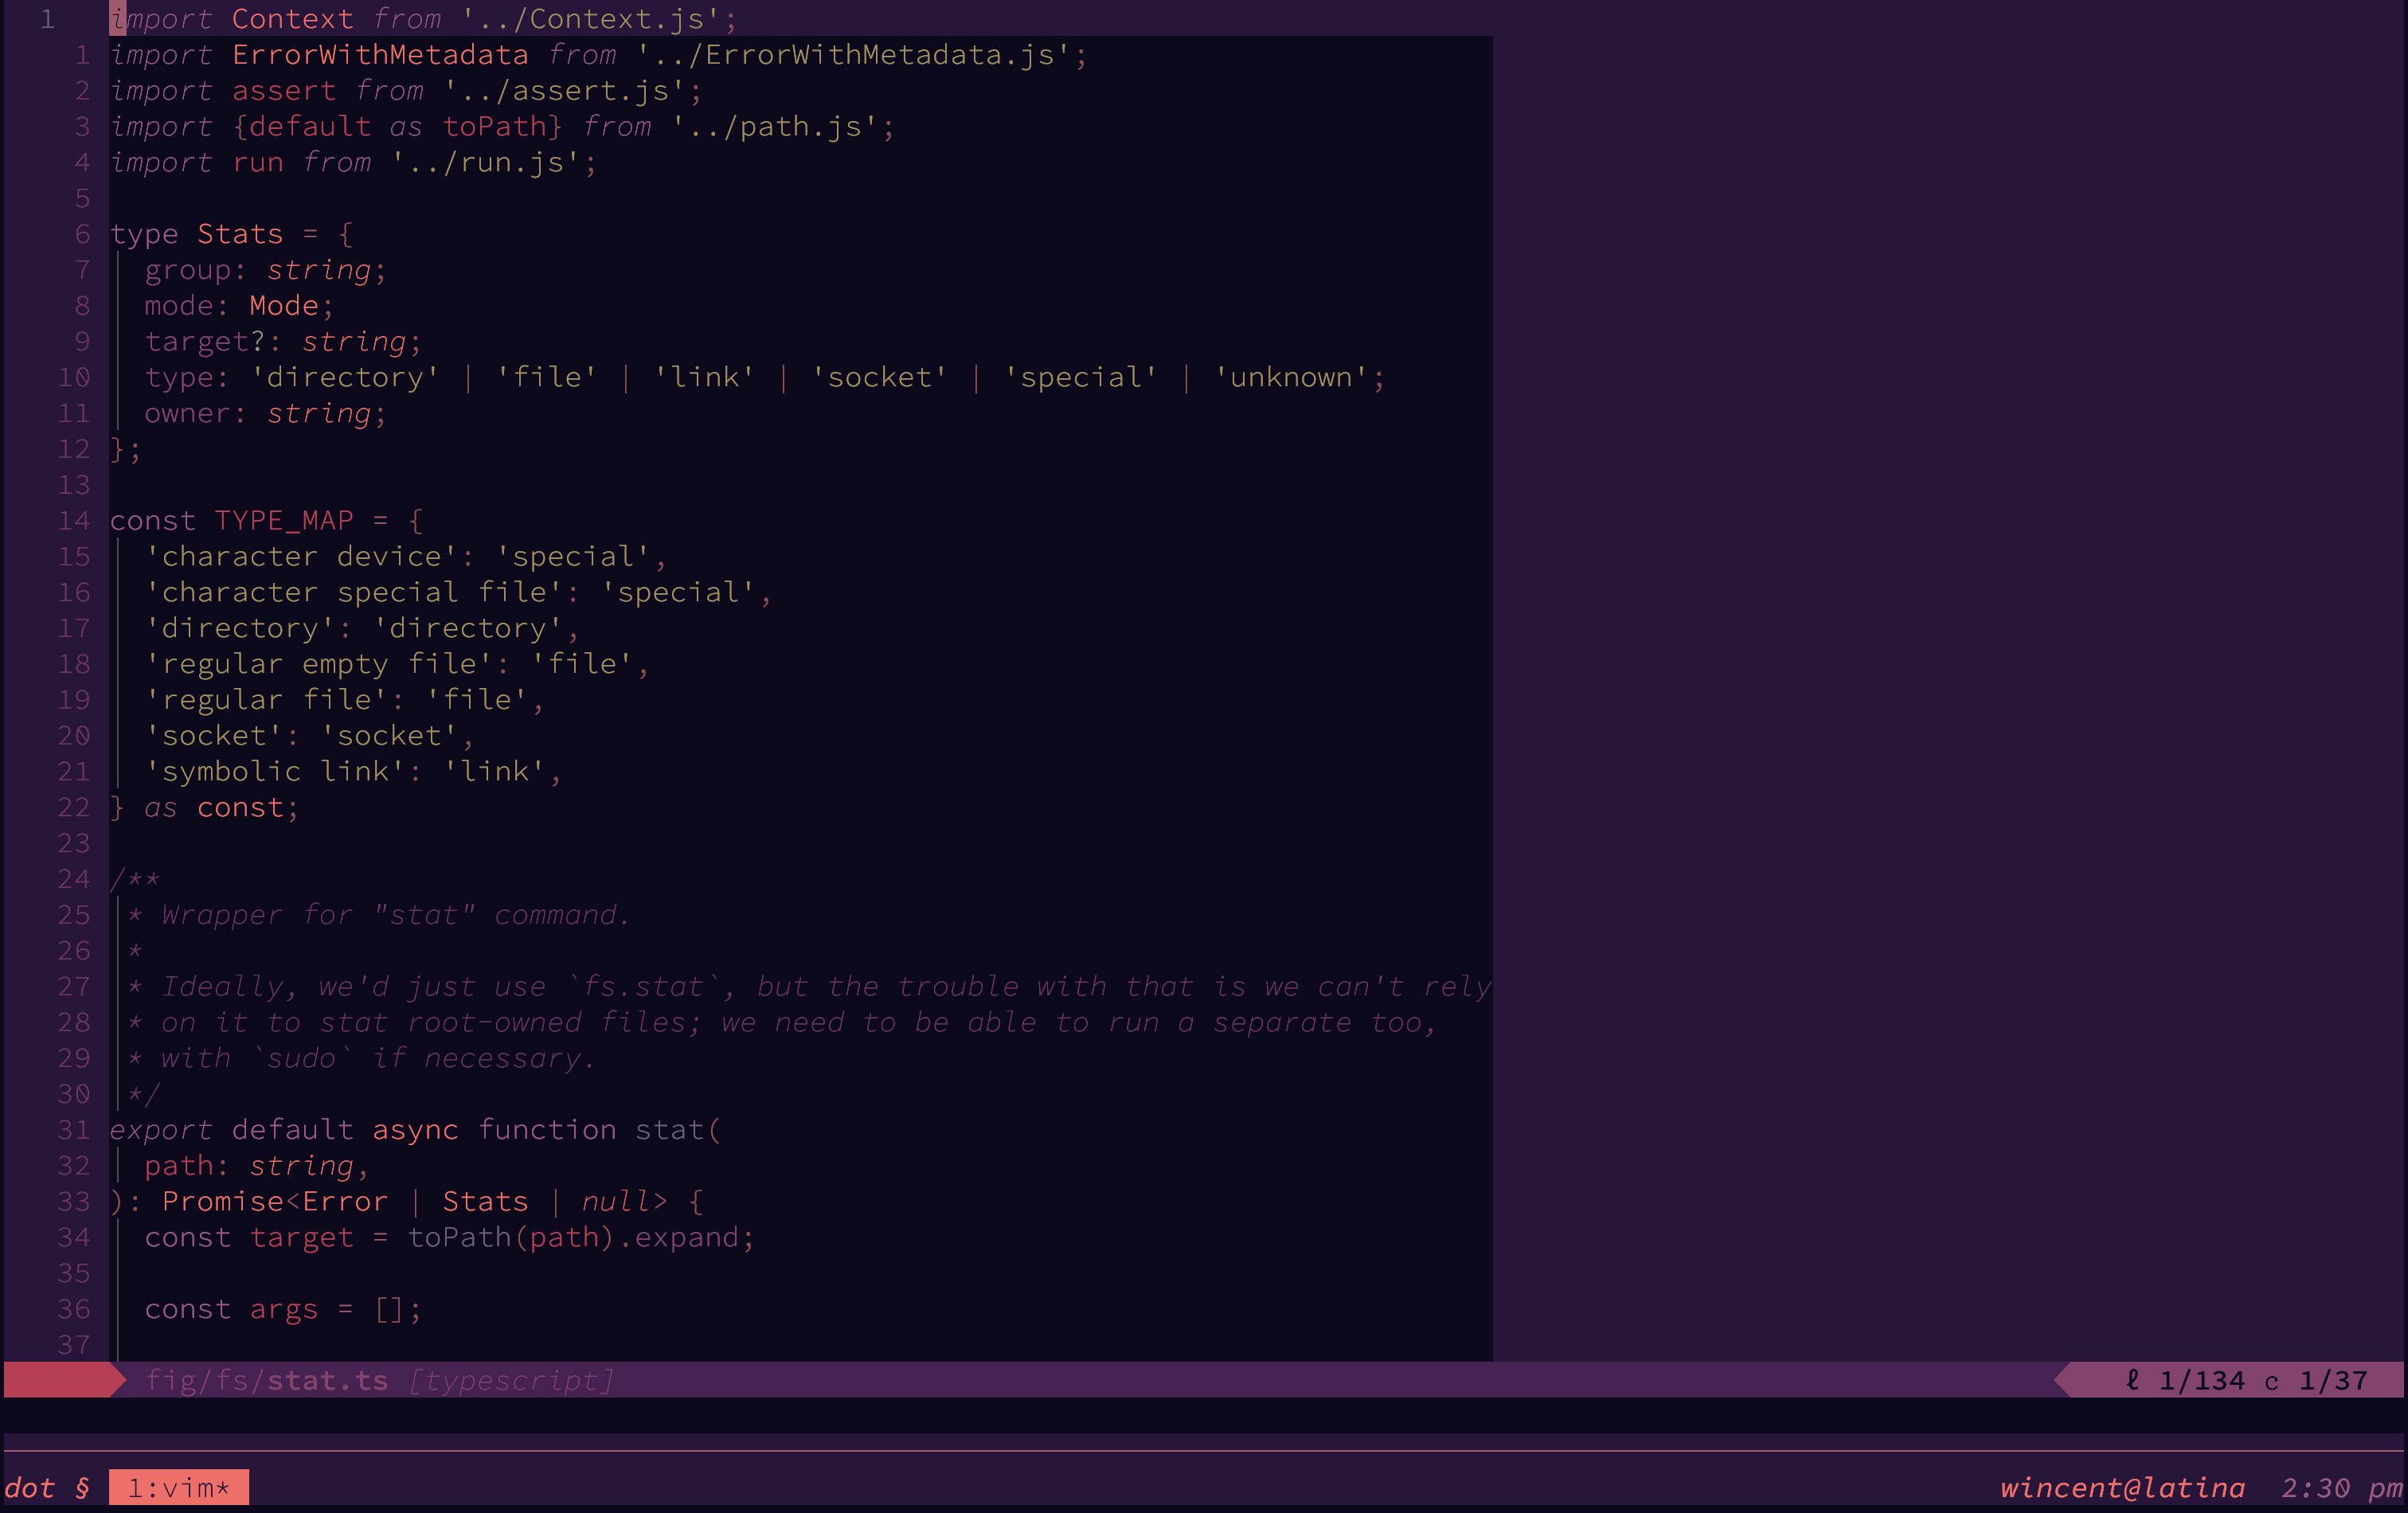 1 import Context from '../Context.js';
1 import ErrorWithMetadata from '../ErrorWithMetadata.js';
2 import assert from '../assert.js';
3 import {default as toPath} from '../path.js';
4 import run from '../run.js';
5
6 type Stats = {
7   group: string;
8   mode: Mode;
9   target?: string;
10   type: 'directory' | 'file' | 'link' | 'socket' | 'special' | 'unknown';
11   owner: string;
12 };
13
14 const TYPE_MAP = {
15   'character device': 'special',
16   'character special file': 'special',
17   'directory': 'directory',
18   'regular empty file': 'file',
19   'regular file': 'file',
20   'socket': 'socket',
21   'symbolic link': 'link',
22 } as const;
23
24 /**
25  * Wrapper for "stat" command.
26  *
27  * Ideally, we'd just use `fs.stat`, but the trouble with that is we can't rely
28  * on it to stat root-owned files; we need to be able to run a separate too,
29  * with `sudo` if necessary.
30  */
31 export default async function stat(
32   path: string,
33 ): Promise<Error | Stats | null> {
34   const target = toPath(path).expand;
35
36   const args = [];
37
fig/fs/stat.ts [typescript] ℓ 1/134 c 1/37
dot § 1:vim* wincent@latina 2:30 pm